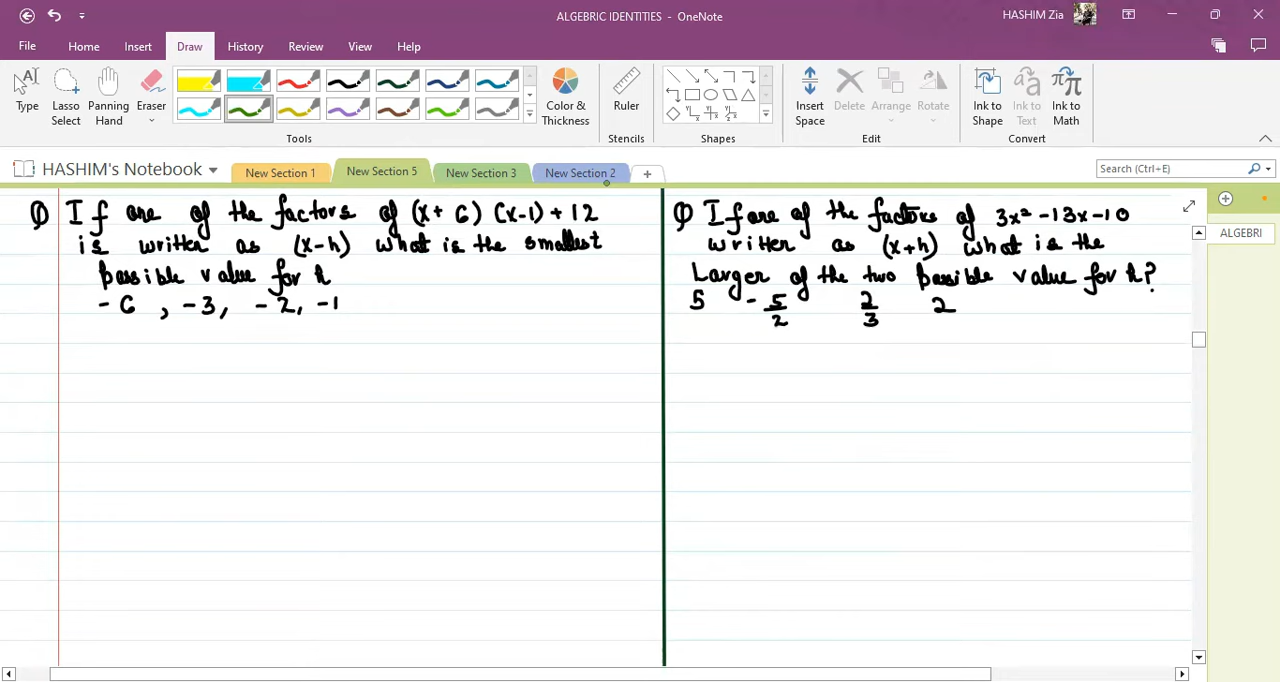 ALGEBRIC IDENTITIES - OneNote
HASHIM Zia
File Home Insert Draw History Review View Help
Type
Lasso Select
Panning Hand
Eraser
Color & Thickness
Ruler
Insert Space
Delete
Arrange
Rotate
Ink to Shape
Ink to Text
Ink to Math
Tools
Stencils
Shapes
Edit
Convert
HASHIM's Notebook
New Section 1
New Section 5
New Section 3
New Section 2
Search (Ctrl+E)
ALGEBRI
Q If one of the factors of (x+6)(x-1)+12
is written as (x-h) what is the smallest
possible value for h
-6, -3, -2, -1
Q If one of the factors of 3x² -13x-10
written as (x+h) what is the
Larger of the two possible value for h?
5 -5/2 2/3 2